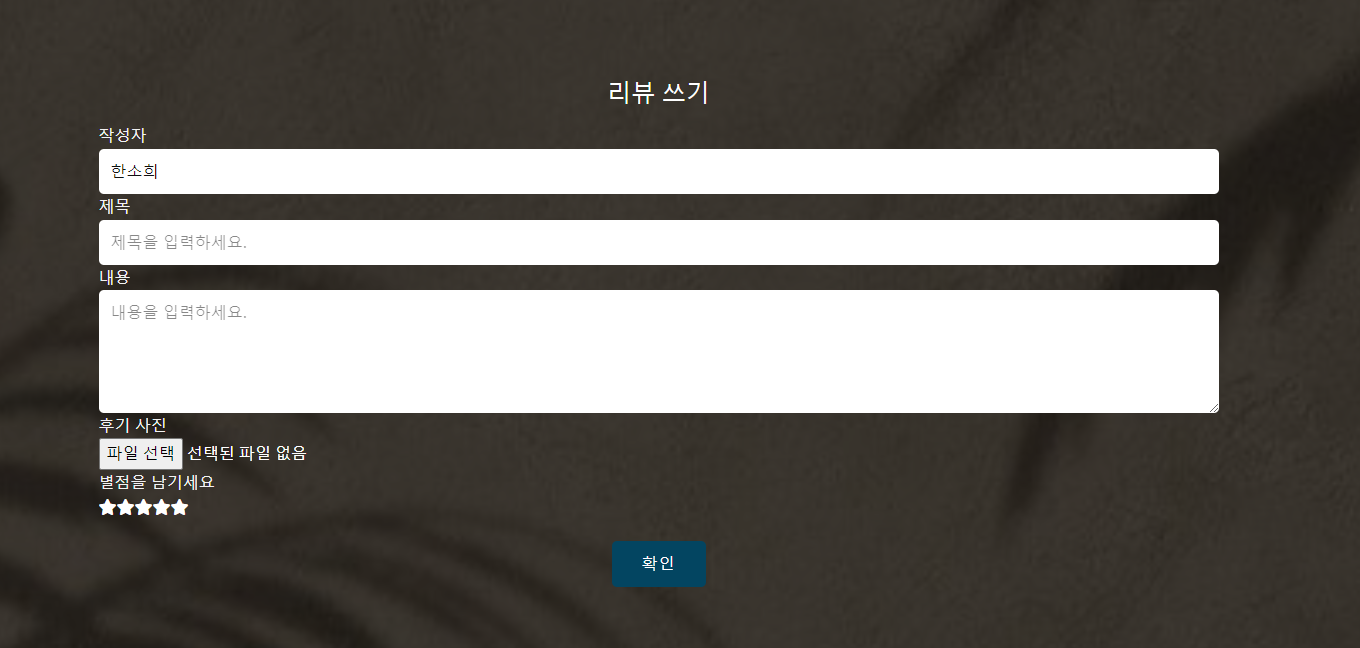 리뷰 쓰기
작성자
한소희
제목
제목을 입력하세요.
내용
내용을 입력하세요.
후기 사진
파일 선택 선택된 파일 없음
별점을 남기세요
확인